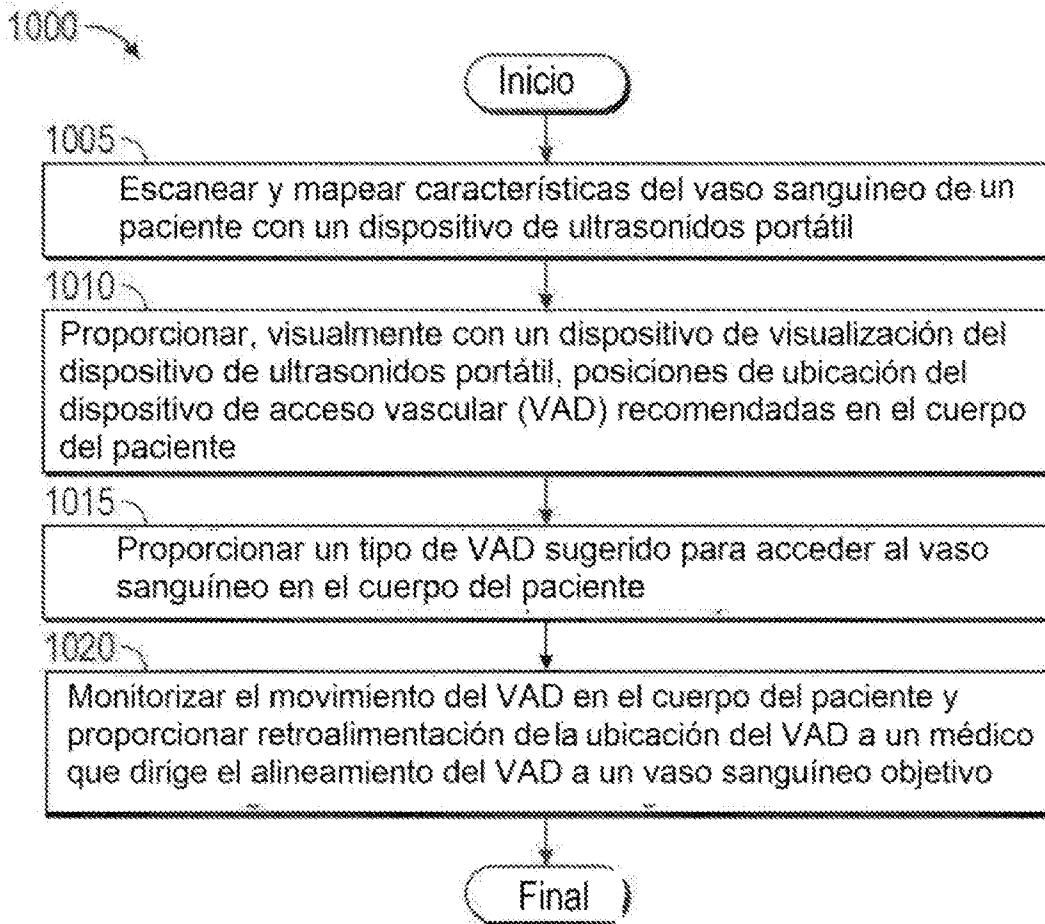 1000
Inicio
1005
Escanear y mapear características del vaso sanguíneo de un
paciente con un dispositivo de ultrasonidos portátil
1010
Proporcionar, visualmente con un dispositivo de visualización del
dispositivo de ultrasonidos portátil, posiciones de ubicación del
dispositivo de acceso vascular (VAD) recomendadas en el cuerpo
del paciente
1015
Proporcionar un tipo de VAD sugerido para acceder al vaso
sanguíneo en el cuerpo del paciente
1020
Monitorizar el movimiento del VAD en el cuerpo del paciente y
proporcionar retroalimentación de la ubicación del VAD a un médico
que dirige el alineamiento del VAD a un vaso sanguíneo objetivo
Final